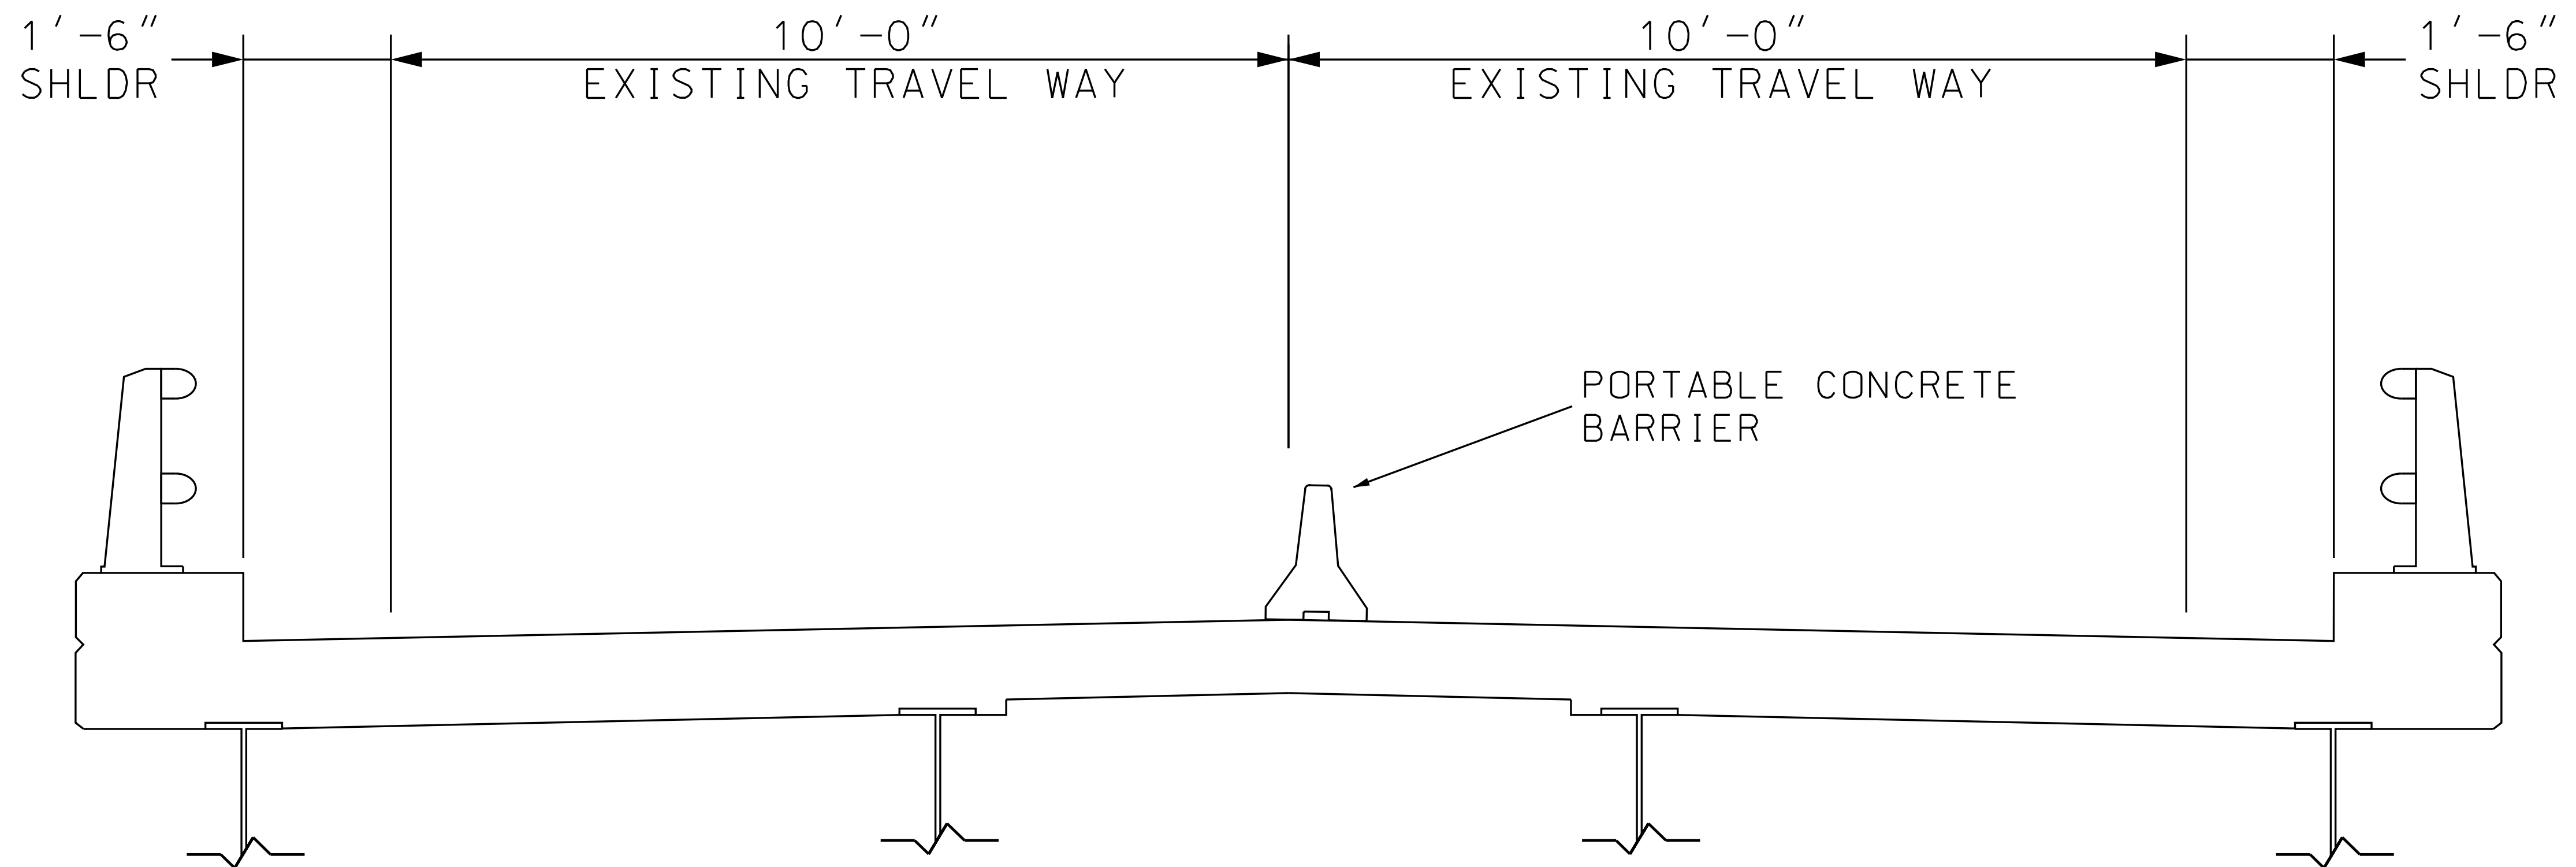 1'-6"
SHLDR
10'-0"
EXISTING TRAVEL WAY
10'-0"
EXISTING TRAVEL WAY
1'-6"
SHLDR
PORTABLE CONCRETE
BARRIER